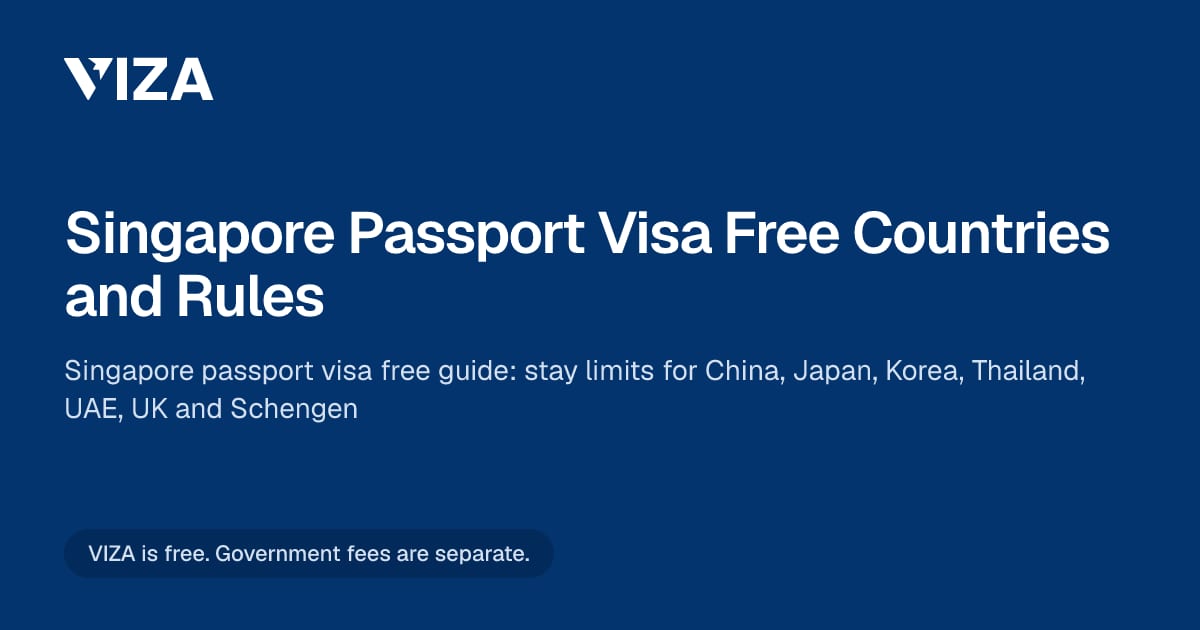 VIZA
Singapore Passport Visa Free Countries
and Rules
Singapore passport visa free guide: stay limits for China, Japan, Korea, Thailand,
UAE, UK and Schengen
VIZA is free. Government fees are separate.